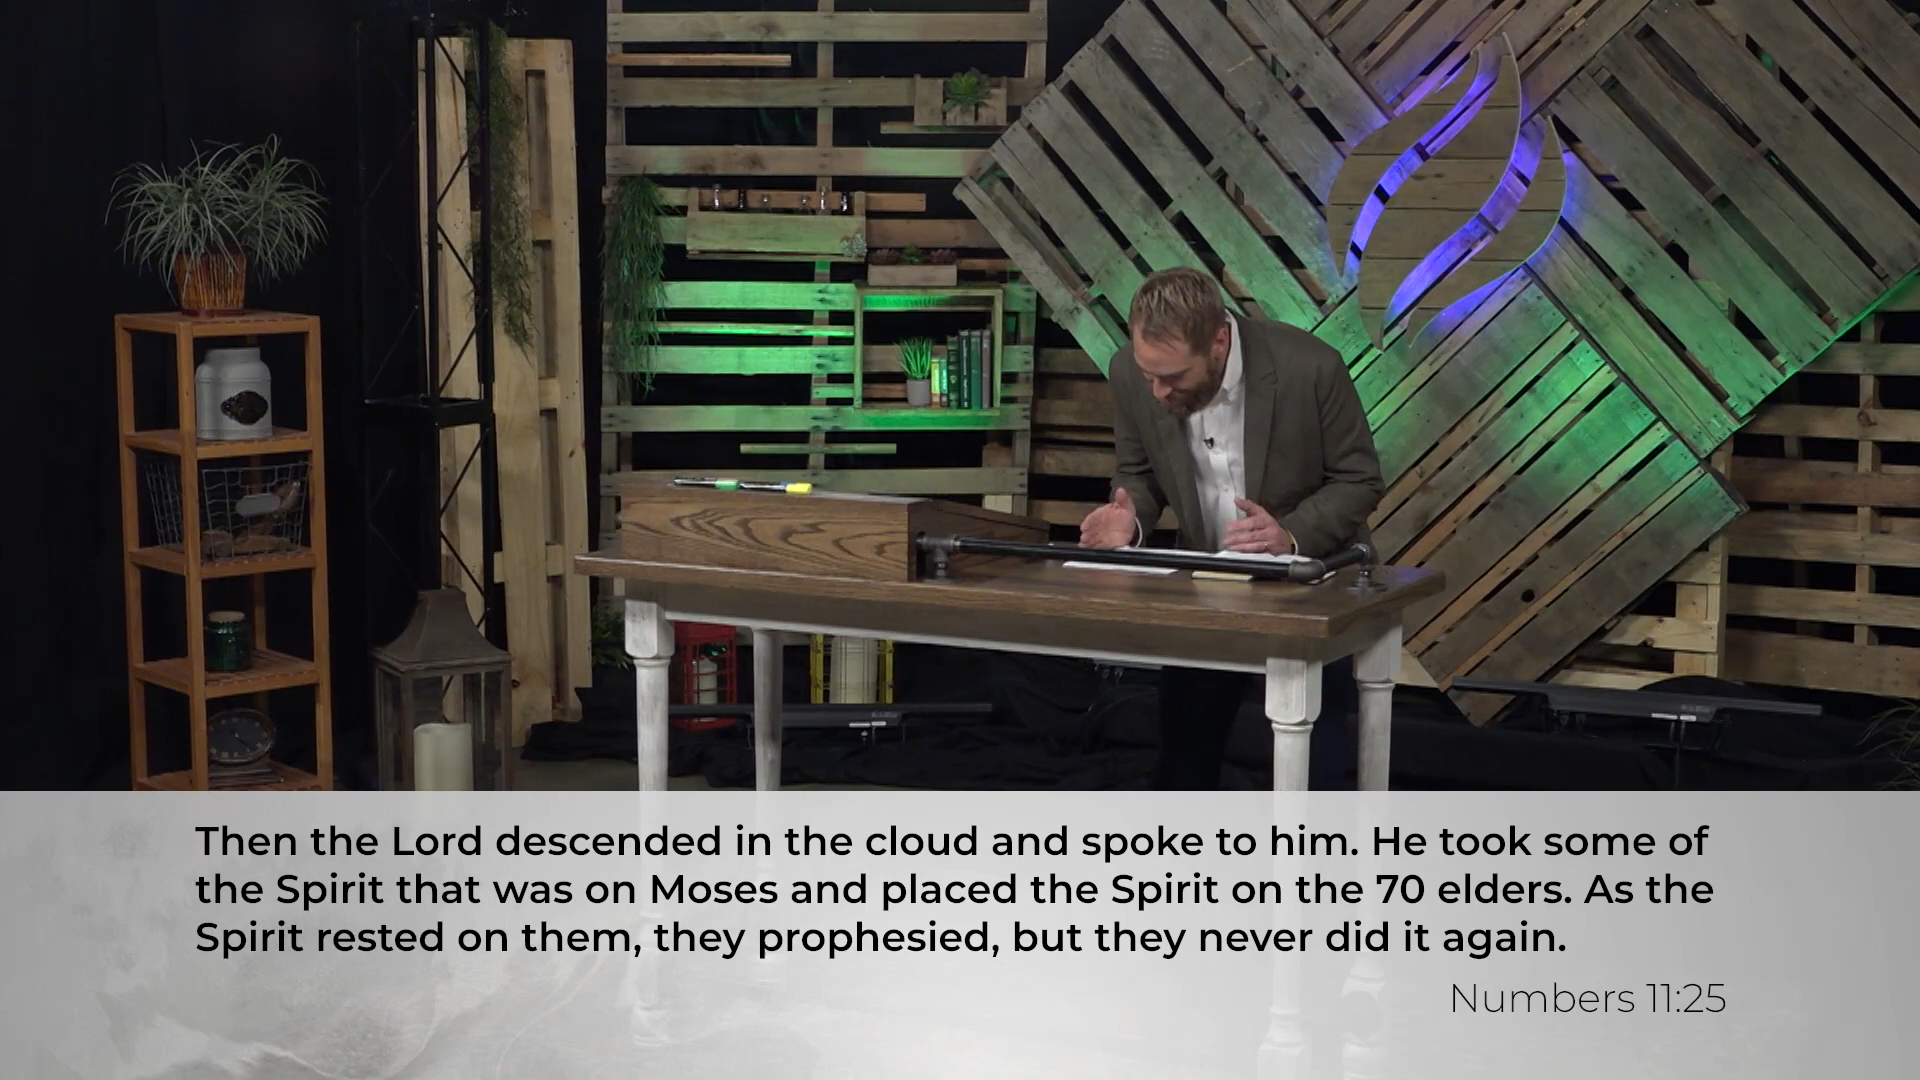 Then the Lord descended in the cloud and spoke to him. He took some of
the Spirit that was on Moses and placed the Spirit on the 70 elders. As the
Spirit rested on them, they prophesied, but they never did it again.
Numbers 11:25